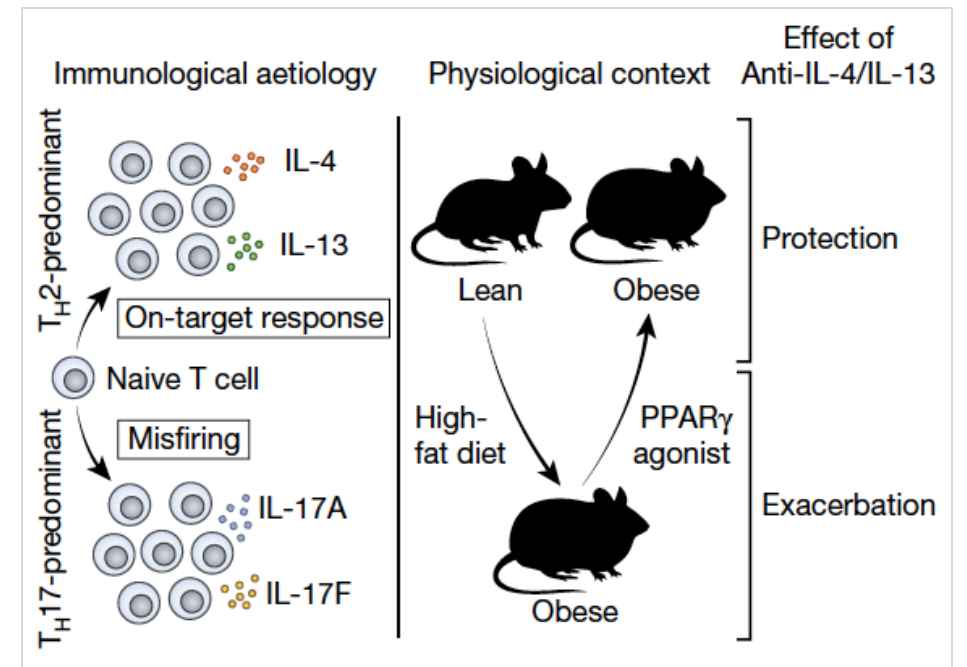 Immunological aetiology
Physiological context
Effect of
Anti-IL-4/IL-13
TH2-predominant
IL-4
IL-13
On-target response
Naive T cell
Misfiring
TH17-predominant
IL-17A
IL-17F
Lean
Obese
High-
fat diet
PPARγ
agonist
Obese
Protection
Exacerbation